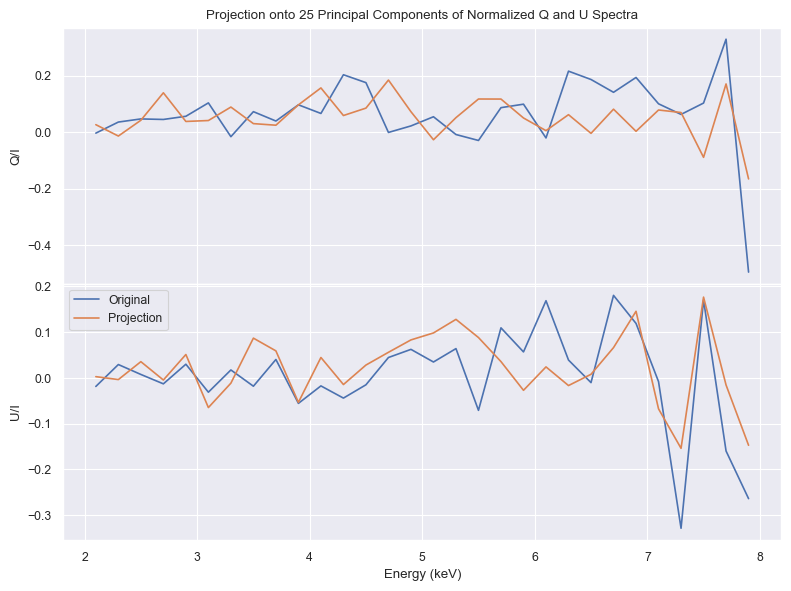 Projection onto 25 Principal Components of Normalized Q and U Spectra
0.2
0.0
−0.2
−0.4
Q/I
0.2
0.1
0.0
−0.1
−0.2
−0.3
U/I
Original
Projection
2 3 4 5 6 7 8
Energy (keV)